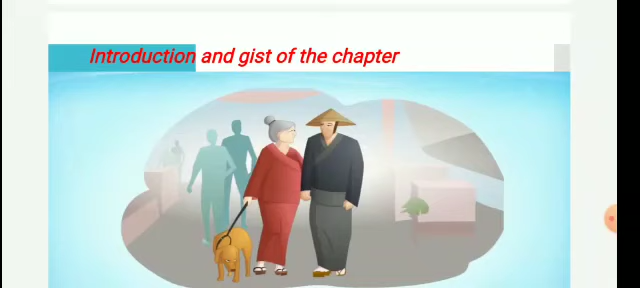 Introduction and gist of the chapter